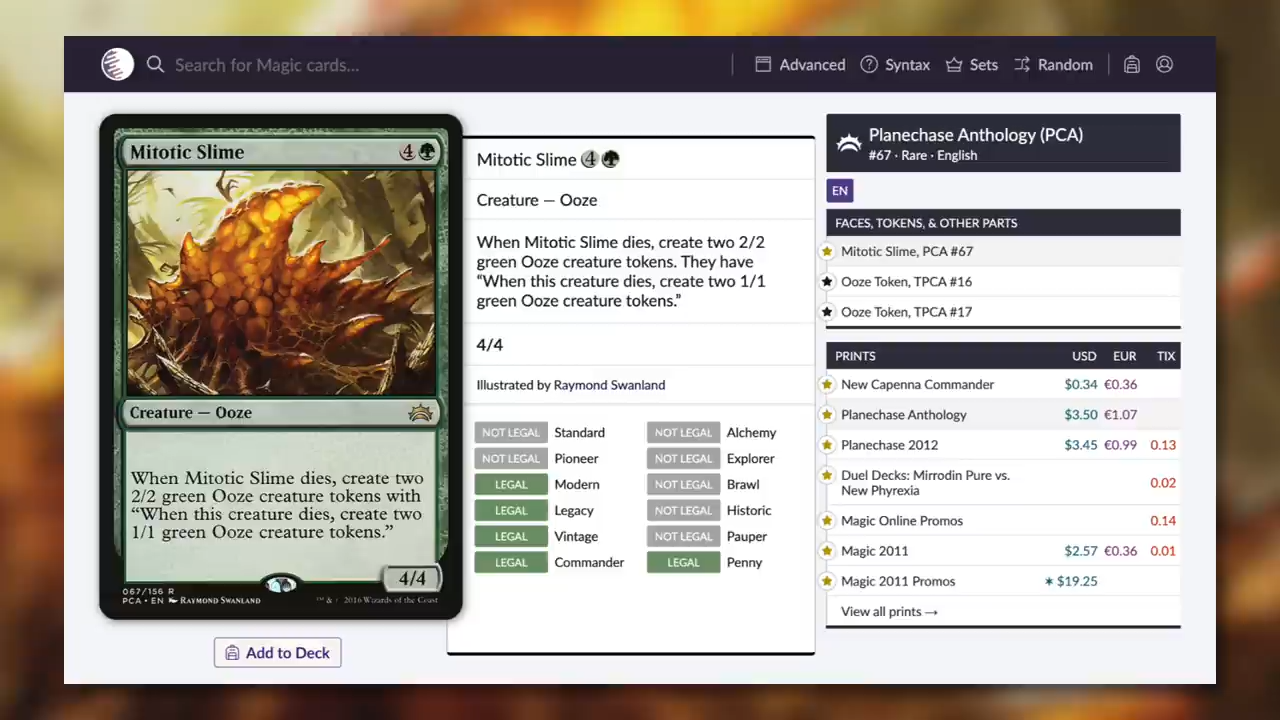 Search for Magic cards...
Advanced
Syntax
Sets
Random
Mitotic Slime 4
Creature — Ooze
When Mitotic Slime dies, create two
2/2 green Ooze creature tokens with
“When this creature dies, create two
1/1 green Ooze creature tokens.”
4/4
067/156 R
PCA • EN RAYMOND SWANLAND
™ & © 2016 Wizards of the Coast
Add to Deck
Mitotic Slime 4
Creature — Ooze
When Mitotic Slime dies, create two 2/2
green Ooze creature tokens. They have
“When this creature dies, create two 1/1
green Ooze creature tokens.”
4/4
Illustrated by Raymond Swanland
NOT LEGAL Standard NOT LEGAL Alchemy
NOT LEGAL Pioneer NOT LEGAL Explorer
LEGAL Modern NOT LEGAL Brawl
LEGAL Legacy NOT LEGAL Historic
LEGAL Vintage NOT LEGAL Pauper
LEGAL Commander LEGAL Penny
Planechase Anthology (PCA)
#67 · Rare · English
EN
FACES, TOKENS, & OTHER PARTS
Mitotic Slime, PCA #67
Ooze Token, TPCA #16
Ooze Token, TPCA #17
PRINTS USD EUR TIX
New Capenna Commander $0.34 €0.36
Planechase Anthology $3.50 €1.07
Planechase 2012 $3.45 €0.99 0.13
Duel Decks: Mirrodin Pure vs.
New Phyrexia 0.02
Magic Online Promos 0.14
Magic 2011 $2.57 €0.36 0.01
Magic 2011 Promos ✶ $19.25
View all prints →